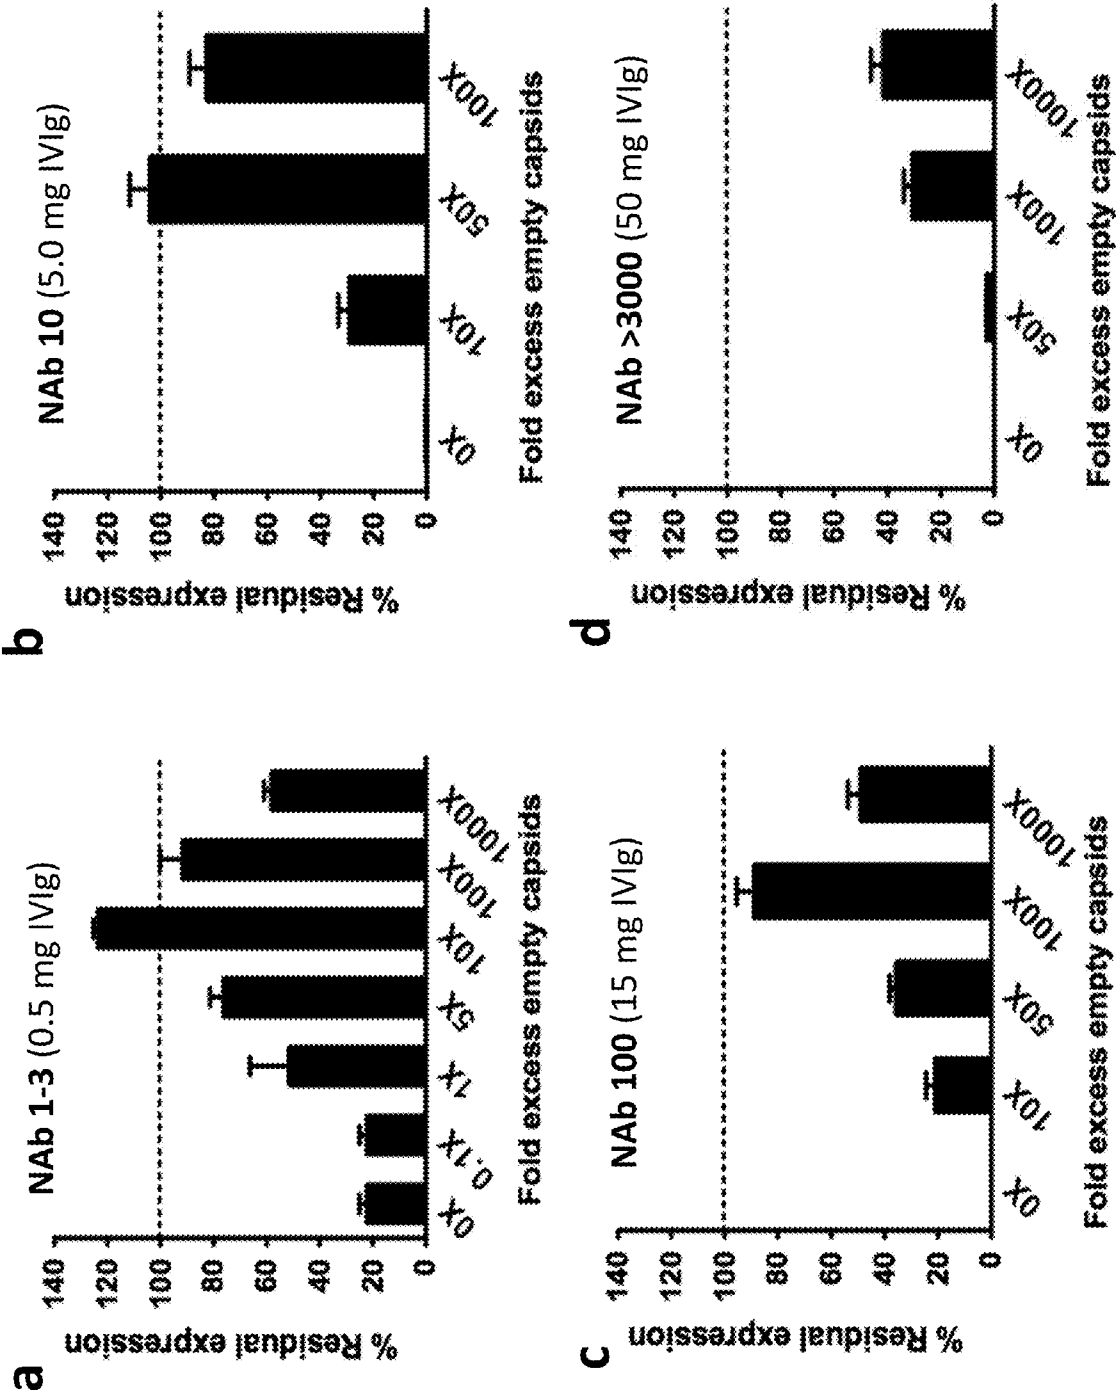 a
NAb 1-3 (0.5 mg IVIg)
% Residual expression
140
120
100
80
60
40
20
0
0X 0.1X 1X 5X 10X 100X 1000X
Fold excess empty capsids
b
NAb 10 (5.0 mg IVIg)
% Residual expression
140
120
100
80
60
40
20
0
0X 10X 50X 100X
Fold excess empty capsids
c
NAb 100 (15 mg IVIg)
% Residual expression
140
120
100
80
60
40
20
0
0X 10X 50X 100X 1000X
Fold excess empty capsids
d
NAb >3000 (50 mg IVIg)
% Residual expression
140
120
100
80
60
40
20
0
0X 50X 100X 1000X
Fold excess empty capsids